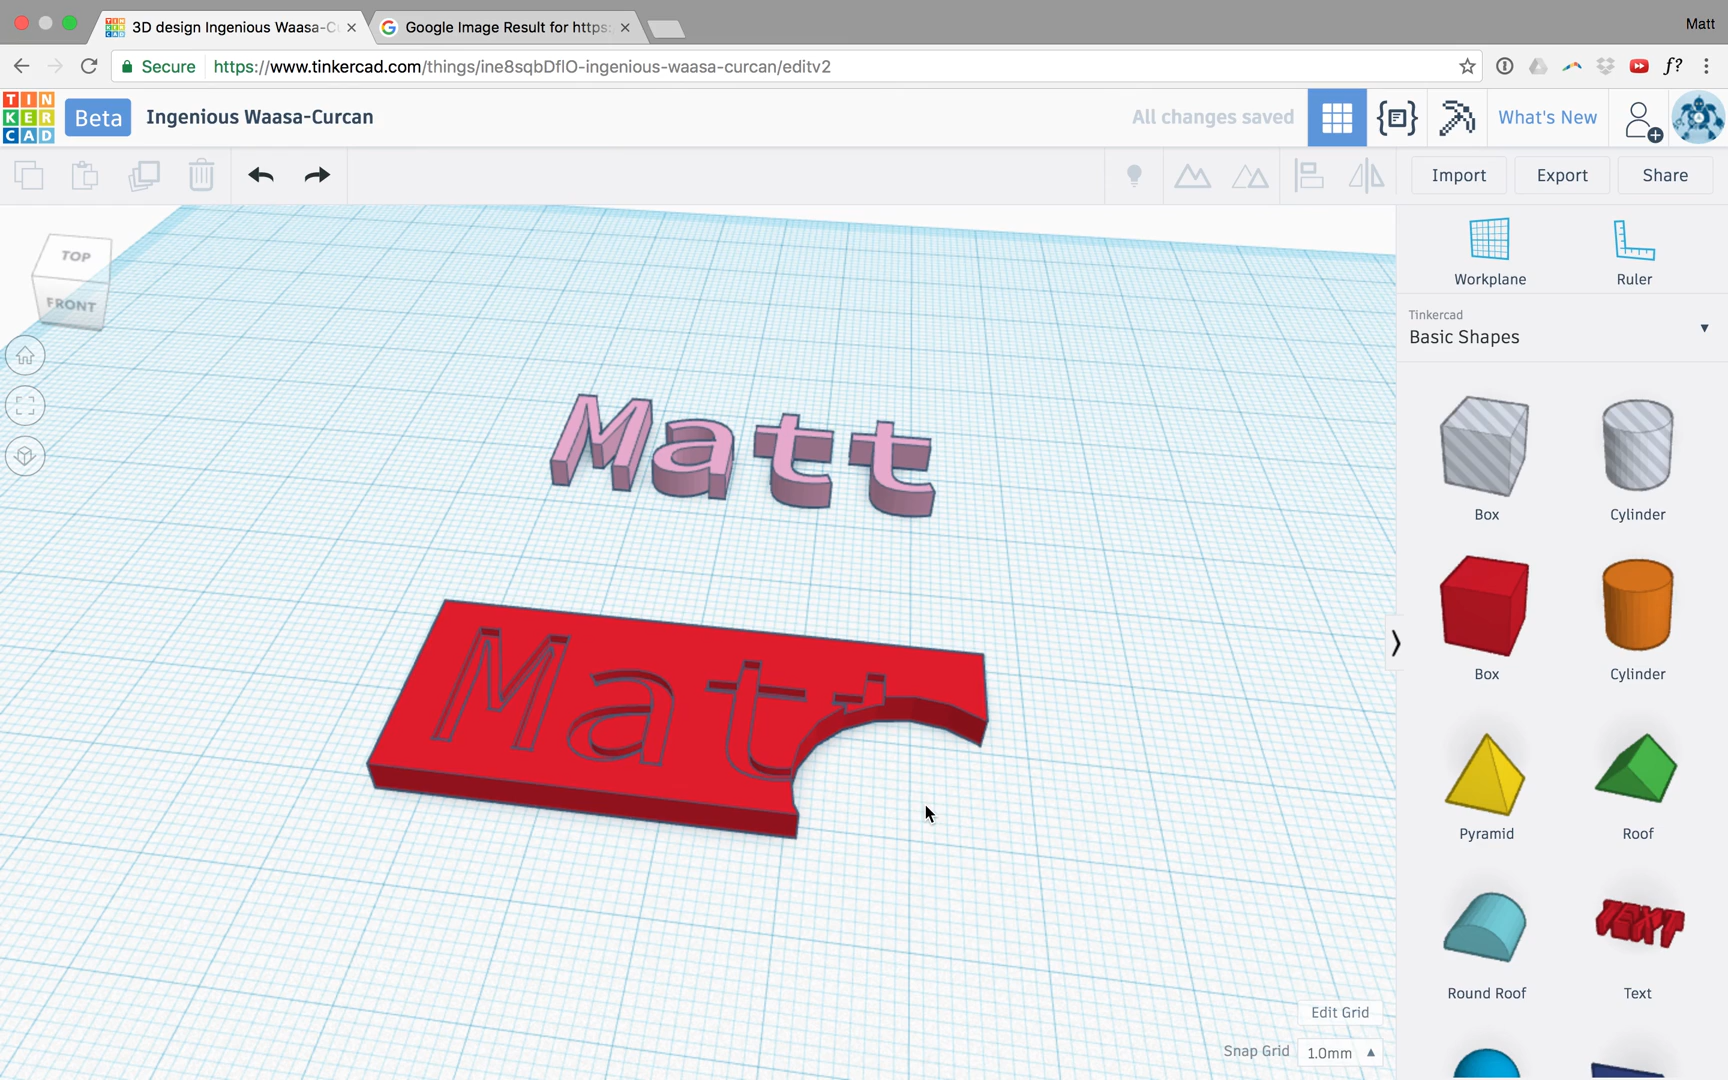 3D design Ingenious Waasa-C
Google Image Result for https:
Matt
Secure
https://www.tinkercad.com/things/ine8sqbDflO-ingenious-waasa-curcan/editv2
f?
TIN
KER
CAD
Beta
Ingenious Waasa-Curcan
All changes saved
What's New
Import
Export
Share
TOP
FRONT
Workplane
Ruler
Tinkercad
Basic Shapes
Matt
Matt
Box
Cylinder
Box
Cylinder
Pyramid
Roof
TEXT
Round Roof
Text
Edit Grid
Snap Grid
1.0mm